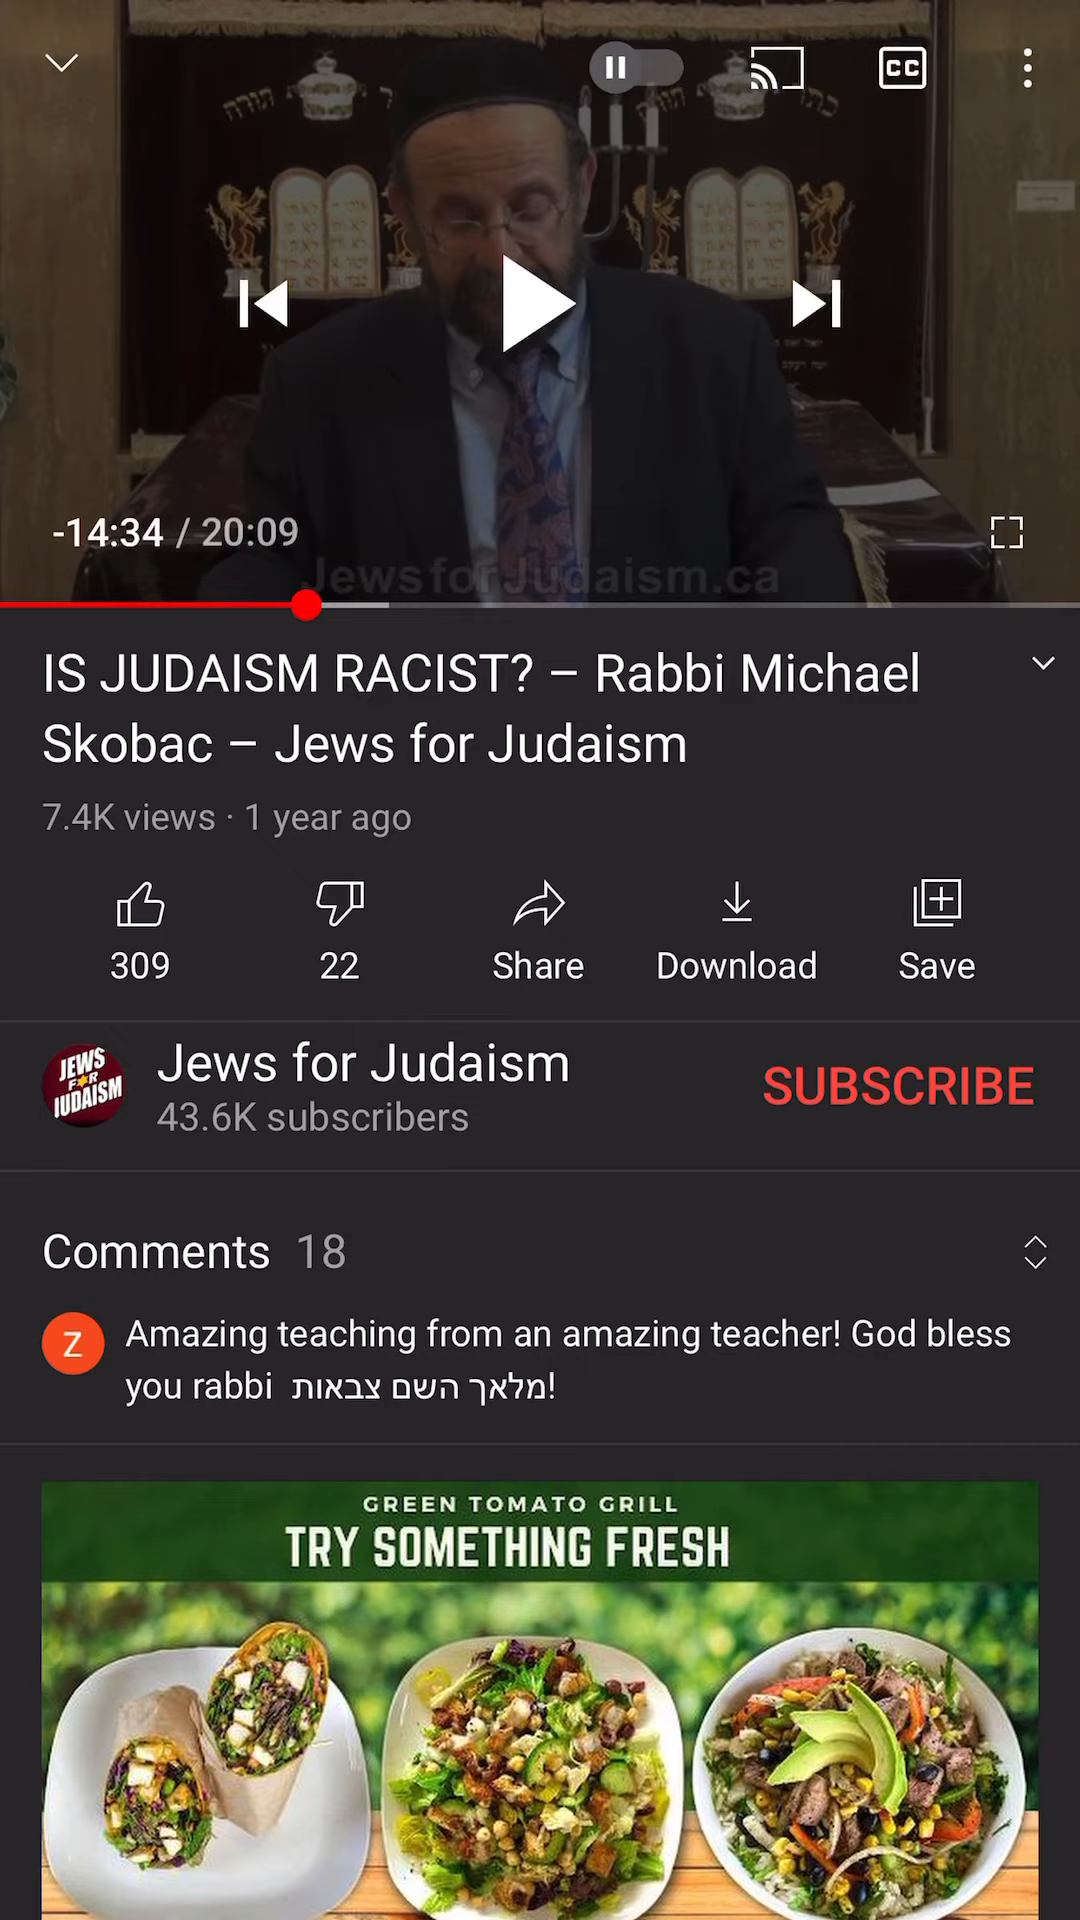 CC
-14:34 / 20:09
JewsforJudaism.ca
IS JUDAISM RACIST? – Rabbi Michael
Skobac – Jews for Judaism
7.4K views · 1 year ago
309
22
Share
Download
Save
JEWS
FOR
JUDAISM
Jews for Judaism
43.6K subscribers
SUBSCRIBE
Comments 18
Z
Amazing teaching from an amazing teacher! God bless
you rabbi מלאך השם צבאות!
GREEN TOMATO GRILL
TRY SOMETHING FRESH